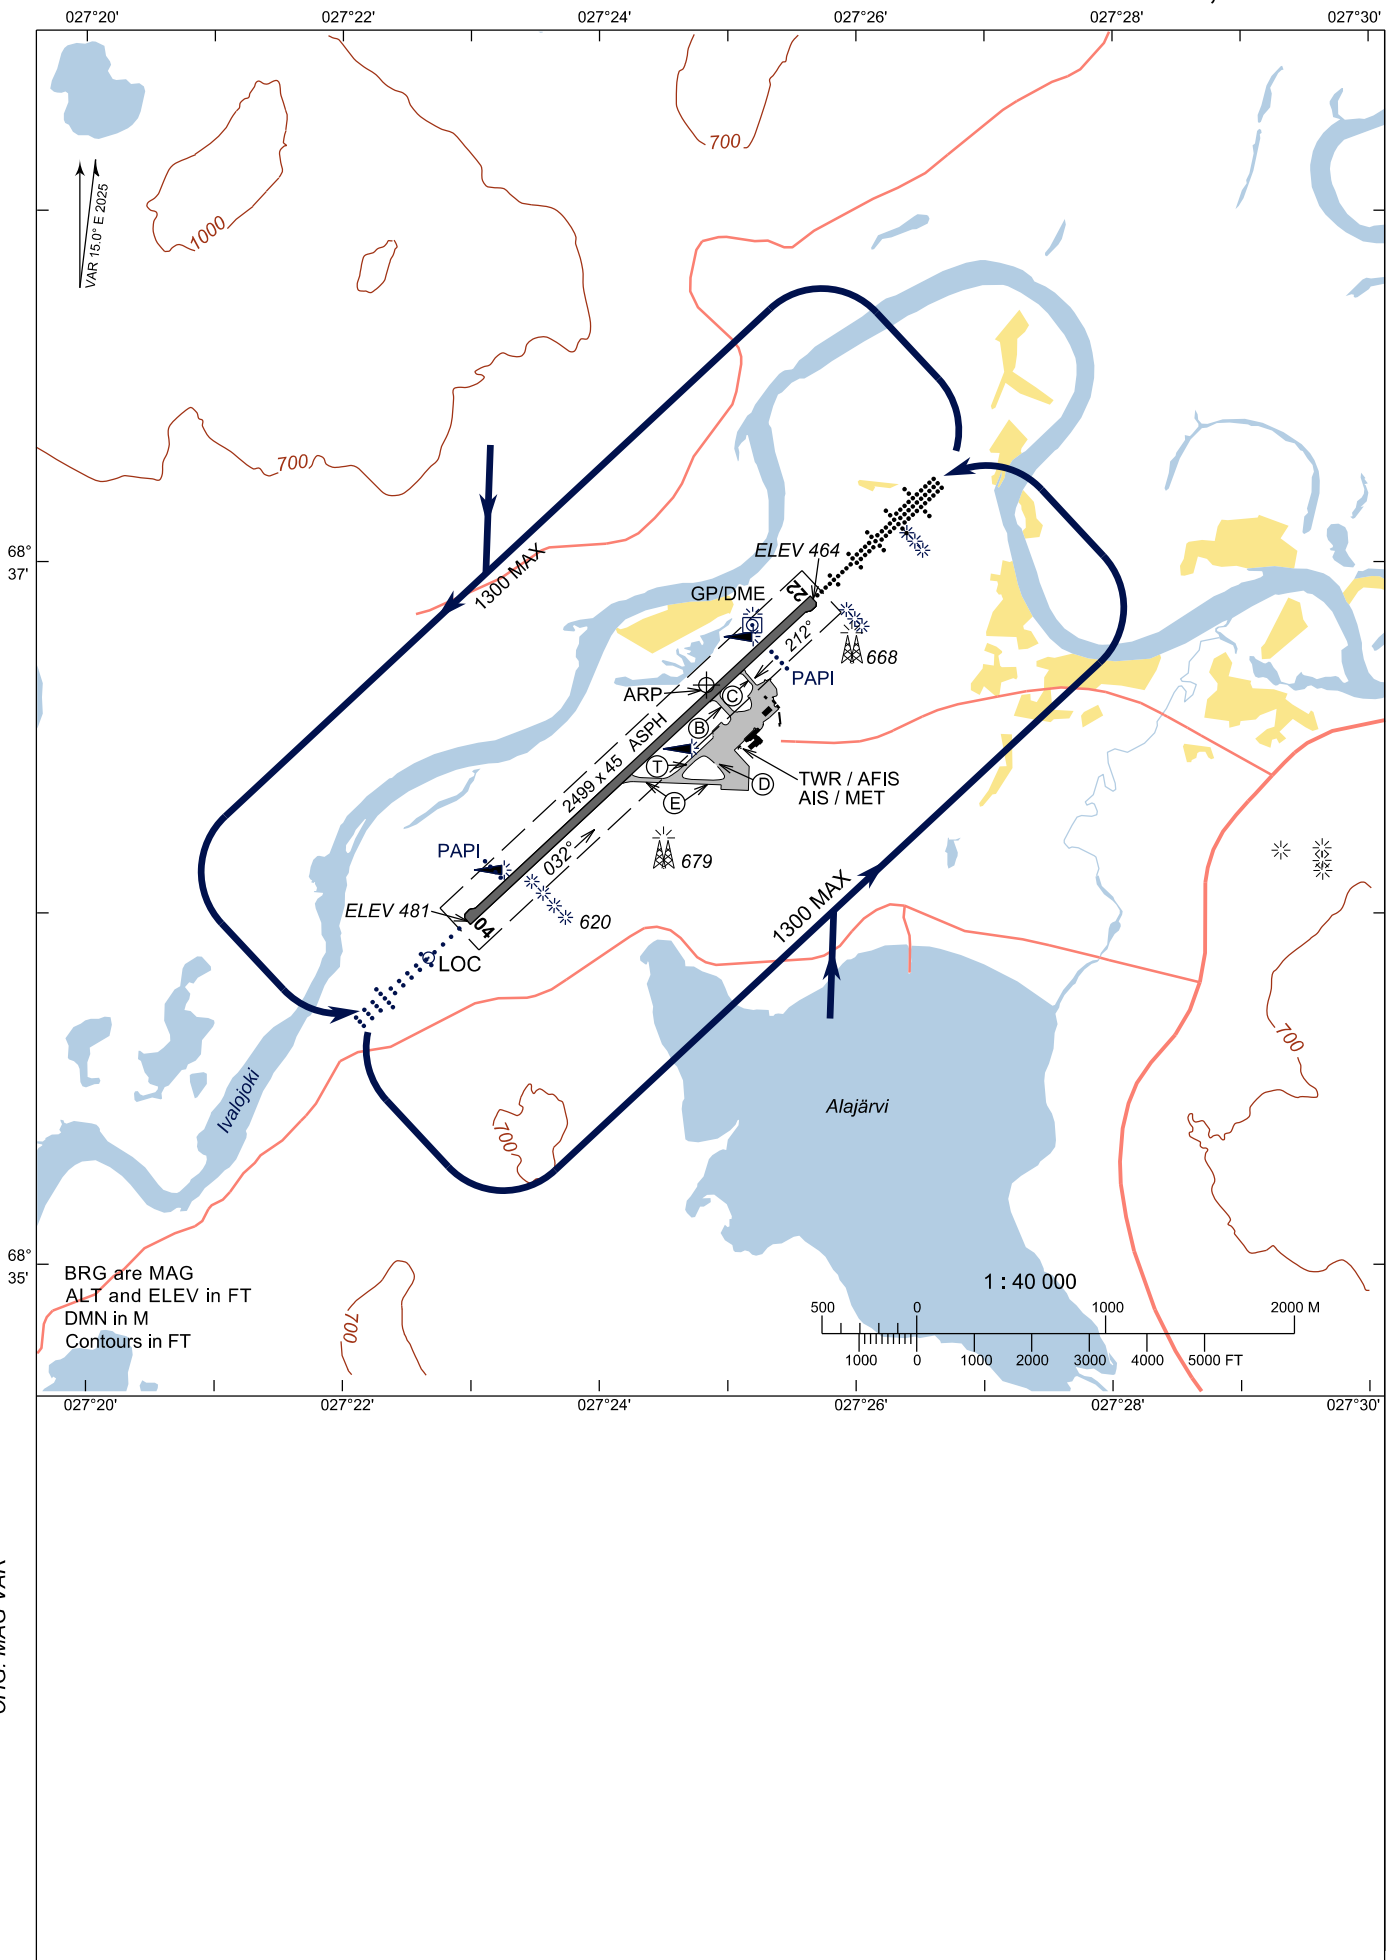 027°20'
027°22'
027°24'
027°26'
027°28'
027°30'
700
VAR 15.0° E 2025
1000
700
68°
37'
1300 MAX
ELEV 464
GP/DME
22
212°
668
PAPI
ARP
C
B
2499 x 45 ASPH
T
D
TWR / AFIS
AIS / MET
E
PAPI
032°
679
ELEV 481
04
620
1300 MAX
LOC
700
Ivalojoki
Alajärvi
700
68°
35'
BRG are MAG
ALT and ELEV in FT
DMN in M
Contours in FT
700
1 : 40 000
500 0 1000 2000 M
1000 0 1000 2000 3000 4000 5000 FT
027°20'
027°22'
027°24'
027°26'
027°28'
027°30'